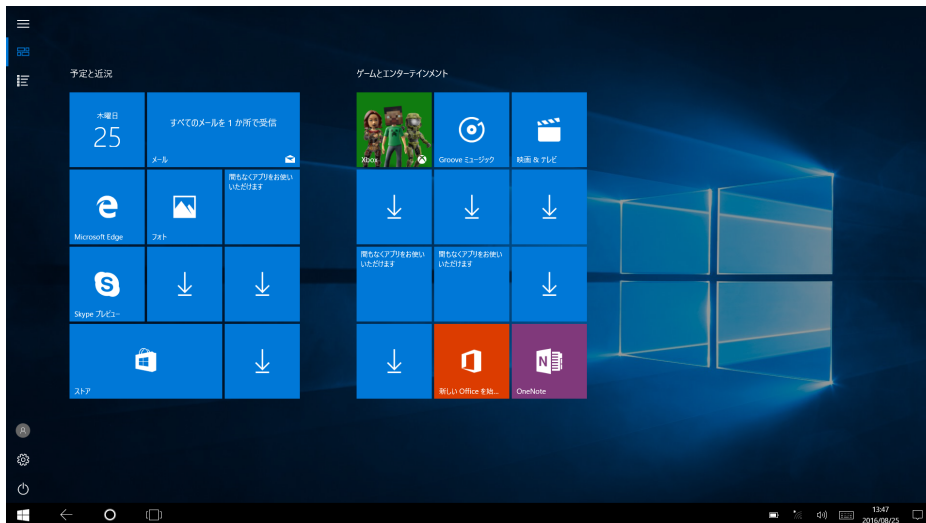 予定と近況
ゲームとエンターテインメント
木曜日
25
すべてのメールを 1 か所で受信
メール
Xbox
Groove ミュージック
映画 & テレビ
Microsoft Edge
フォト
間もなくアプリをお使い
いただけます
Skype プレビュー
間もなくアプリをお使い
いただけます
間もなくアプリをお使い
いただけます
ストア
新しい Office を始...
OneNote
13:47
2016/08/25